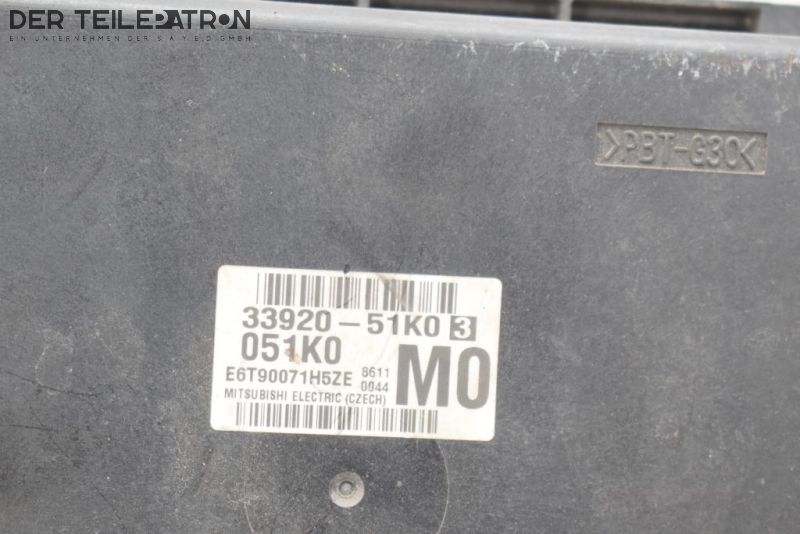 DER TEILEPATRON
EIN UNTERNEHMEN DER S.A.Y.E.D. GMBH
>PBT-G30<
33920-51K0 3
051K0
E6T90071H5ZE 8611 0044 M0
MITSUBISHI ELECTRIC (CZECH)